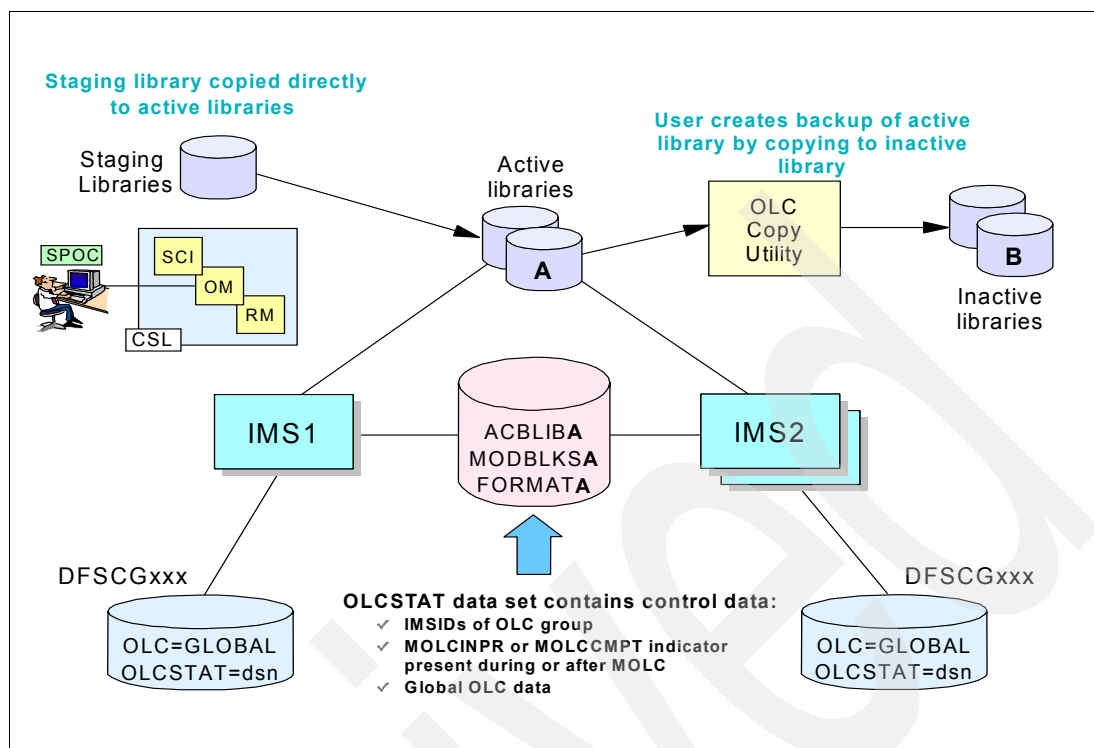 Staging library copied directly
to active libraries
Staging
Libraries
Active
libraries
A
User creates backup of active
library by copying to inactive
library
OLC
Copy
Utility
B
Inactive
libraries
SPOC
SCI
OM
RM
CSL
IMS1
ACBLIBA
MODBLKSA
FORMATA
IMS2
DFSCGxxx
OLC=GLOBAL
OLCSTAT=dsn
OLCSTAT data set contains control data:
✓ IMSIDs of OLC group
✓ MOLCINPR or MOLCCMPT indicator
present during or after MOLC
✓ Global OLC data
DFSCGxxx
OLC=GLOBAL
OLCSTAT=dsn